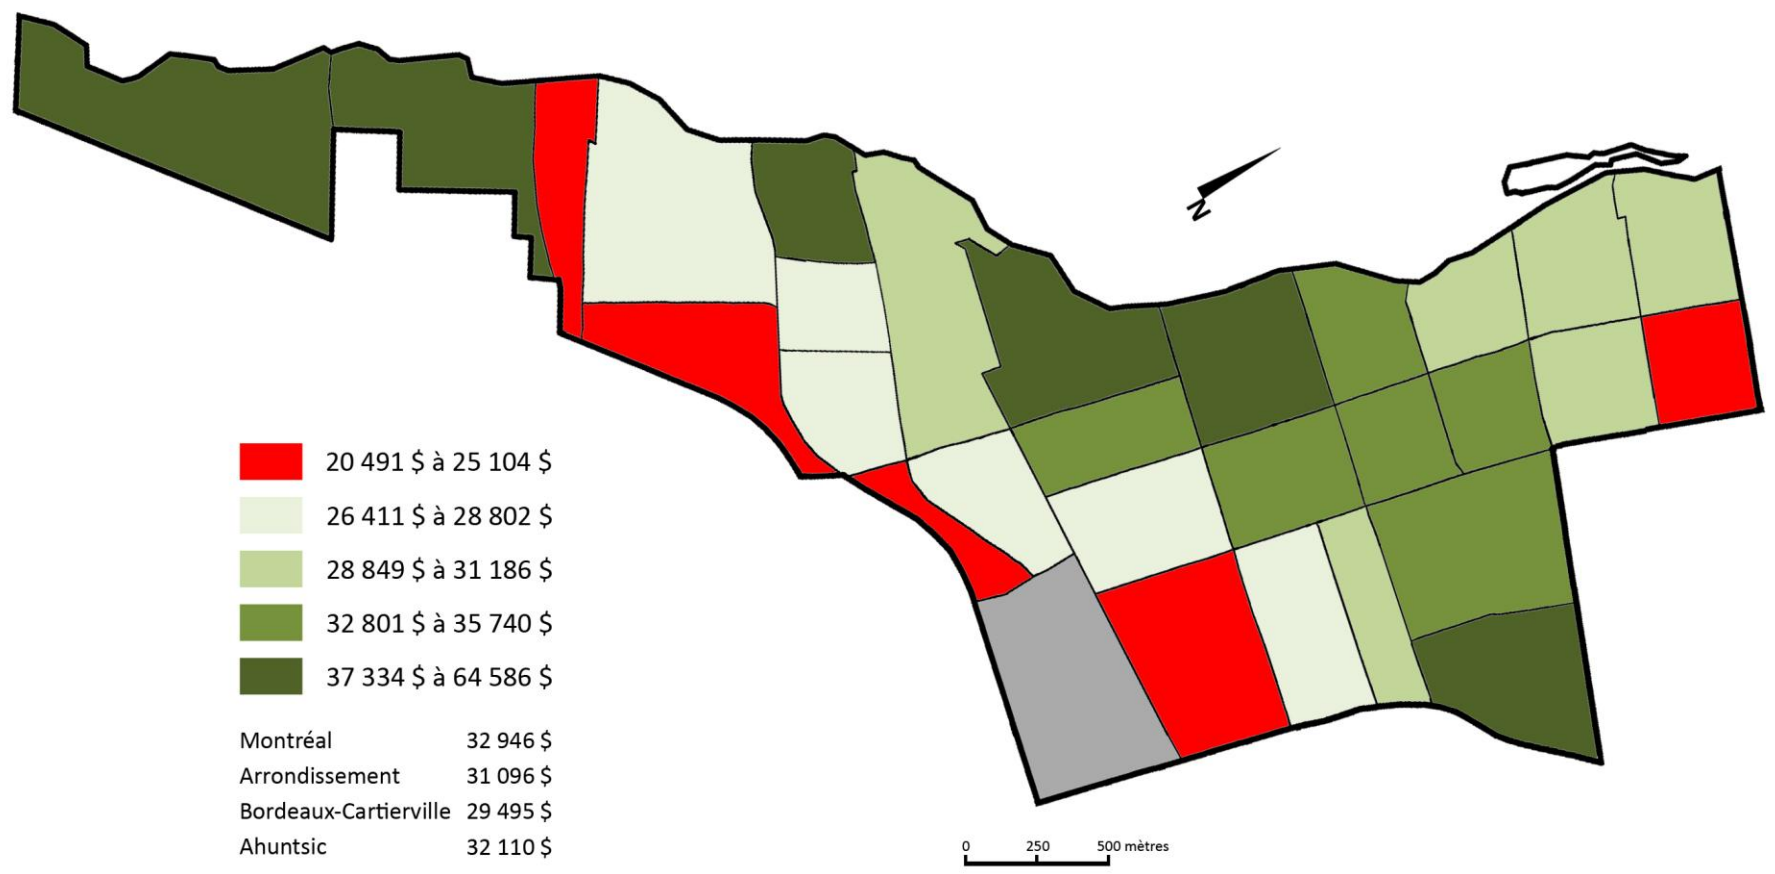 N
20 491 $ à 25 104 $
26 411 $ à 28 802 $
28 849 $ à 31 186 $
32 801 $ à 35 740 $
37 334 $ à 64 586 $
Montréal 32 946 $
Arrondissement 31 096 $
Bordeaux-Cartierville 29 495 $
Ahuntsic 32 110 $
0 250 500 mètres